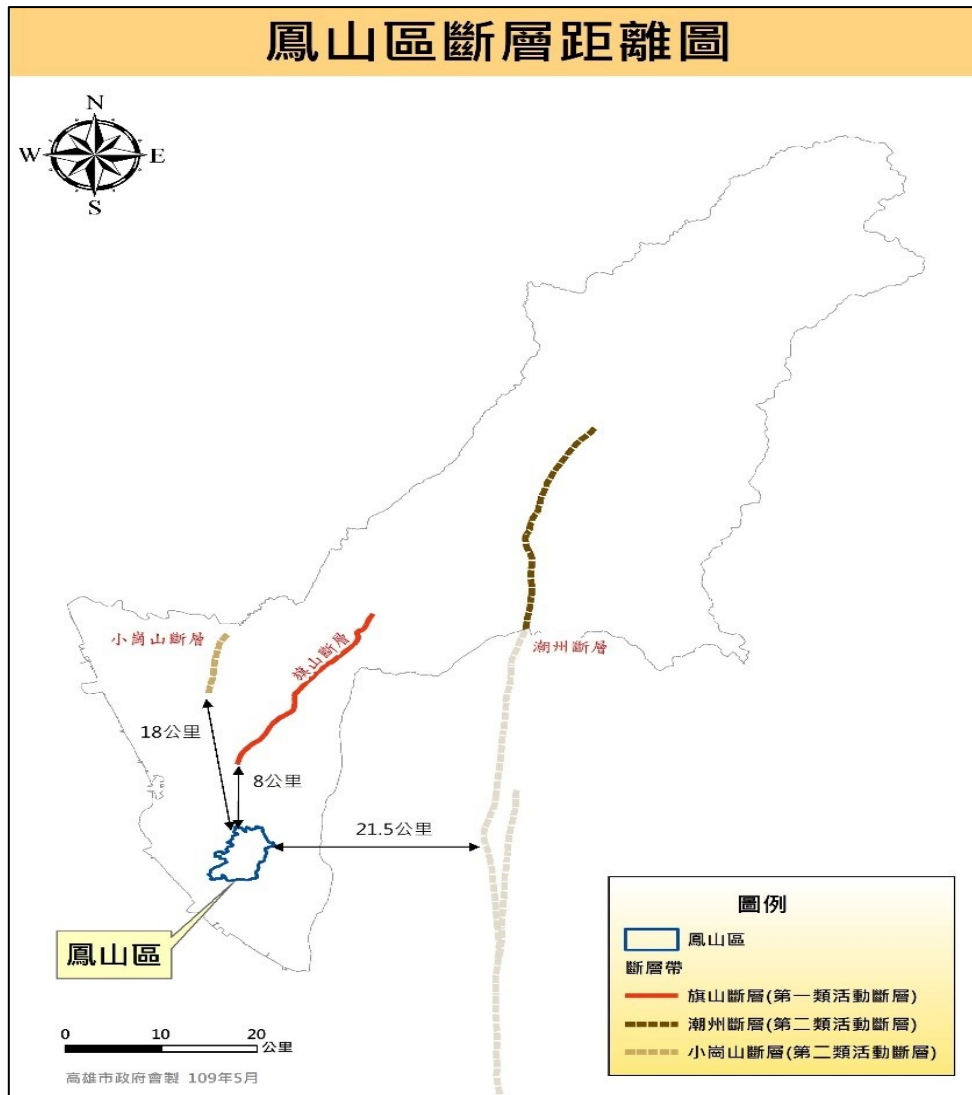 鳳山區斷層距離圖
N
W
E
S
小崗山斷層
旗山斷層
潮州斷層
18公里
8公里
21.5公里
鳳山區
圖例
鳳山區
斷層帶
旗山斷層(第一類活動斷層)
潮州斷層(第二類活動斷層)
小崗山斷層(第二類活動斷層)
0 10 20
公里
高雄市政府會製 109年5月